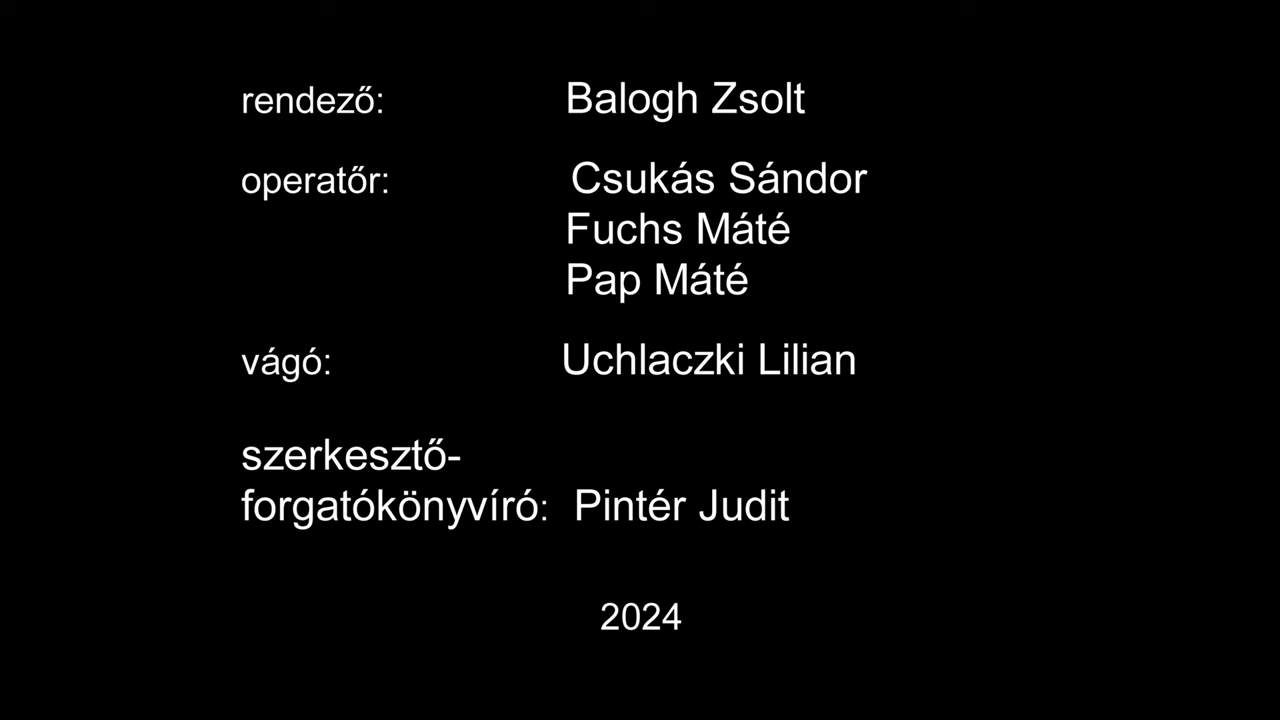 rendező: Balogh Zsolt
operatőr: Csukás Sándor
Fuchs Máté
Pap Máté
vágó: Uchlaczki Lilian
szerkesztő-
forgatókönyvíró: Pintér Judit
2024